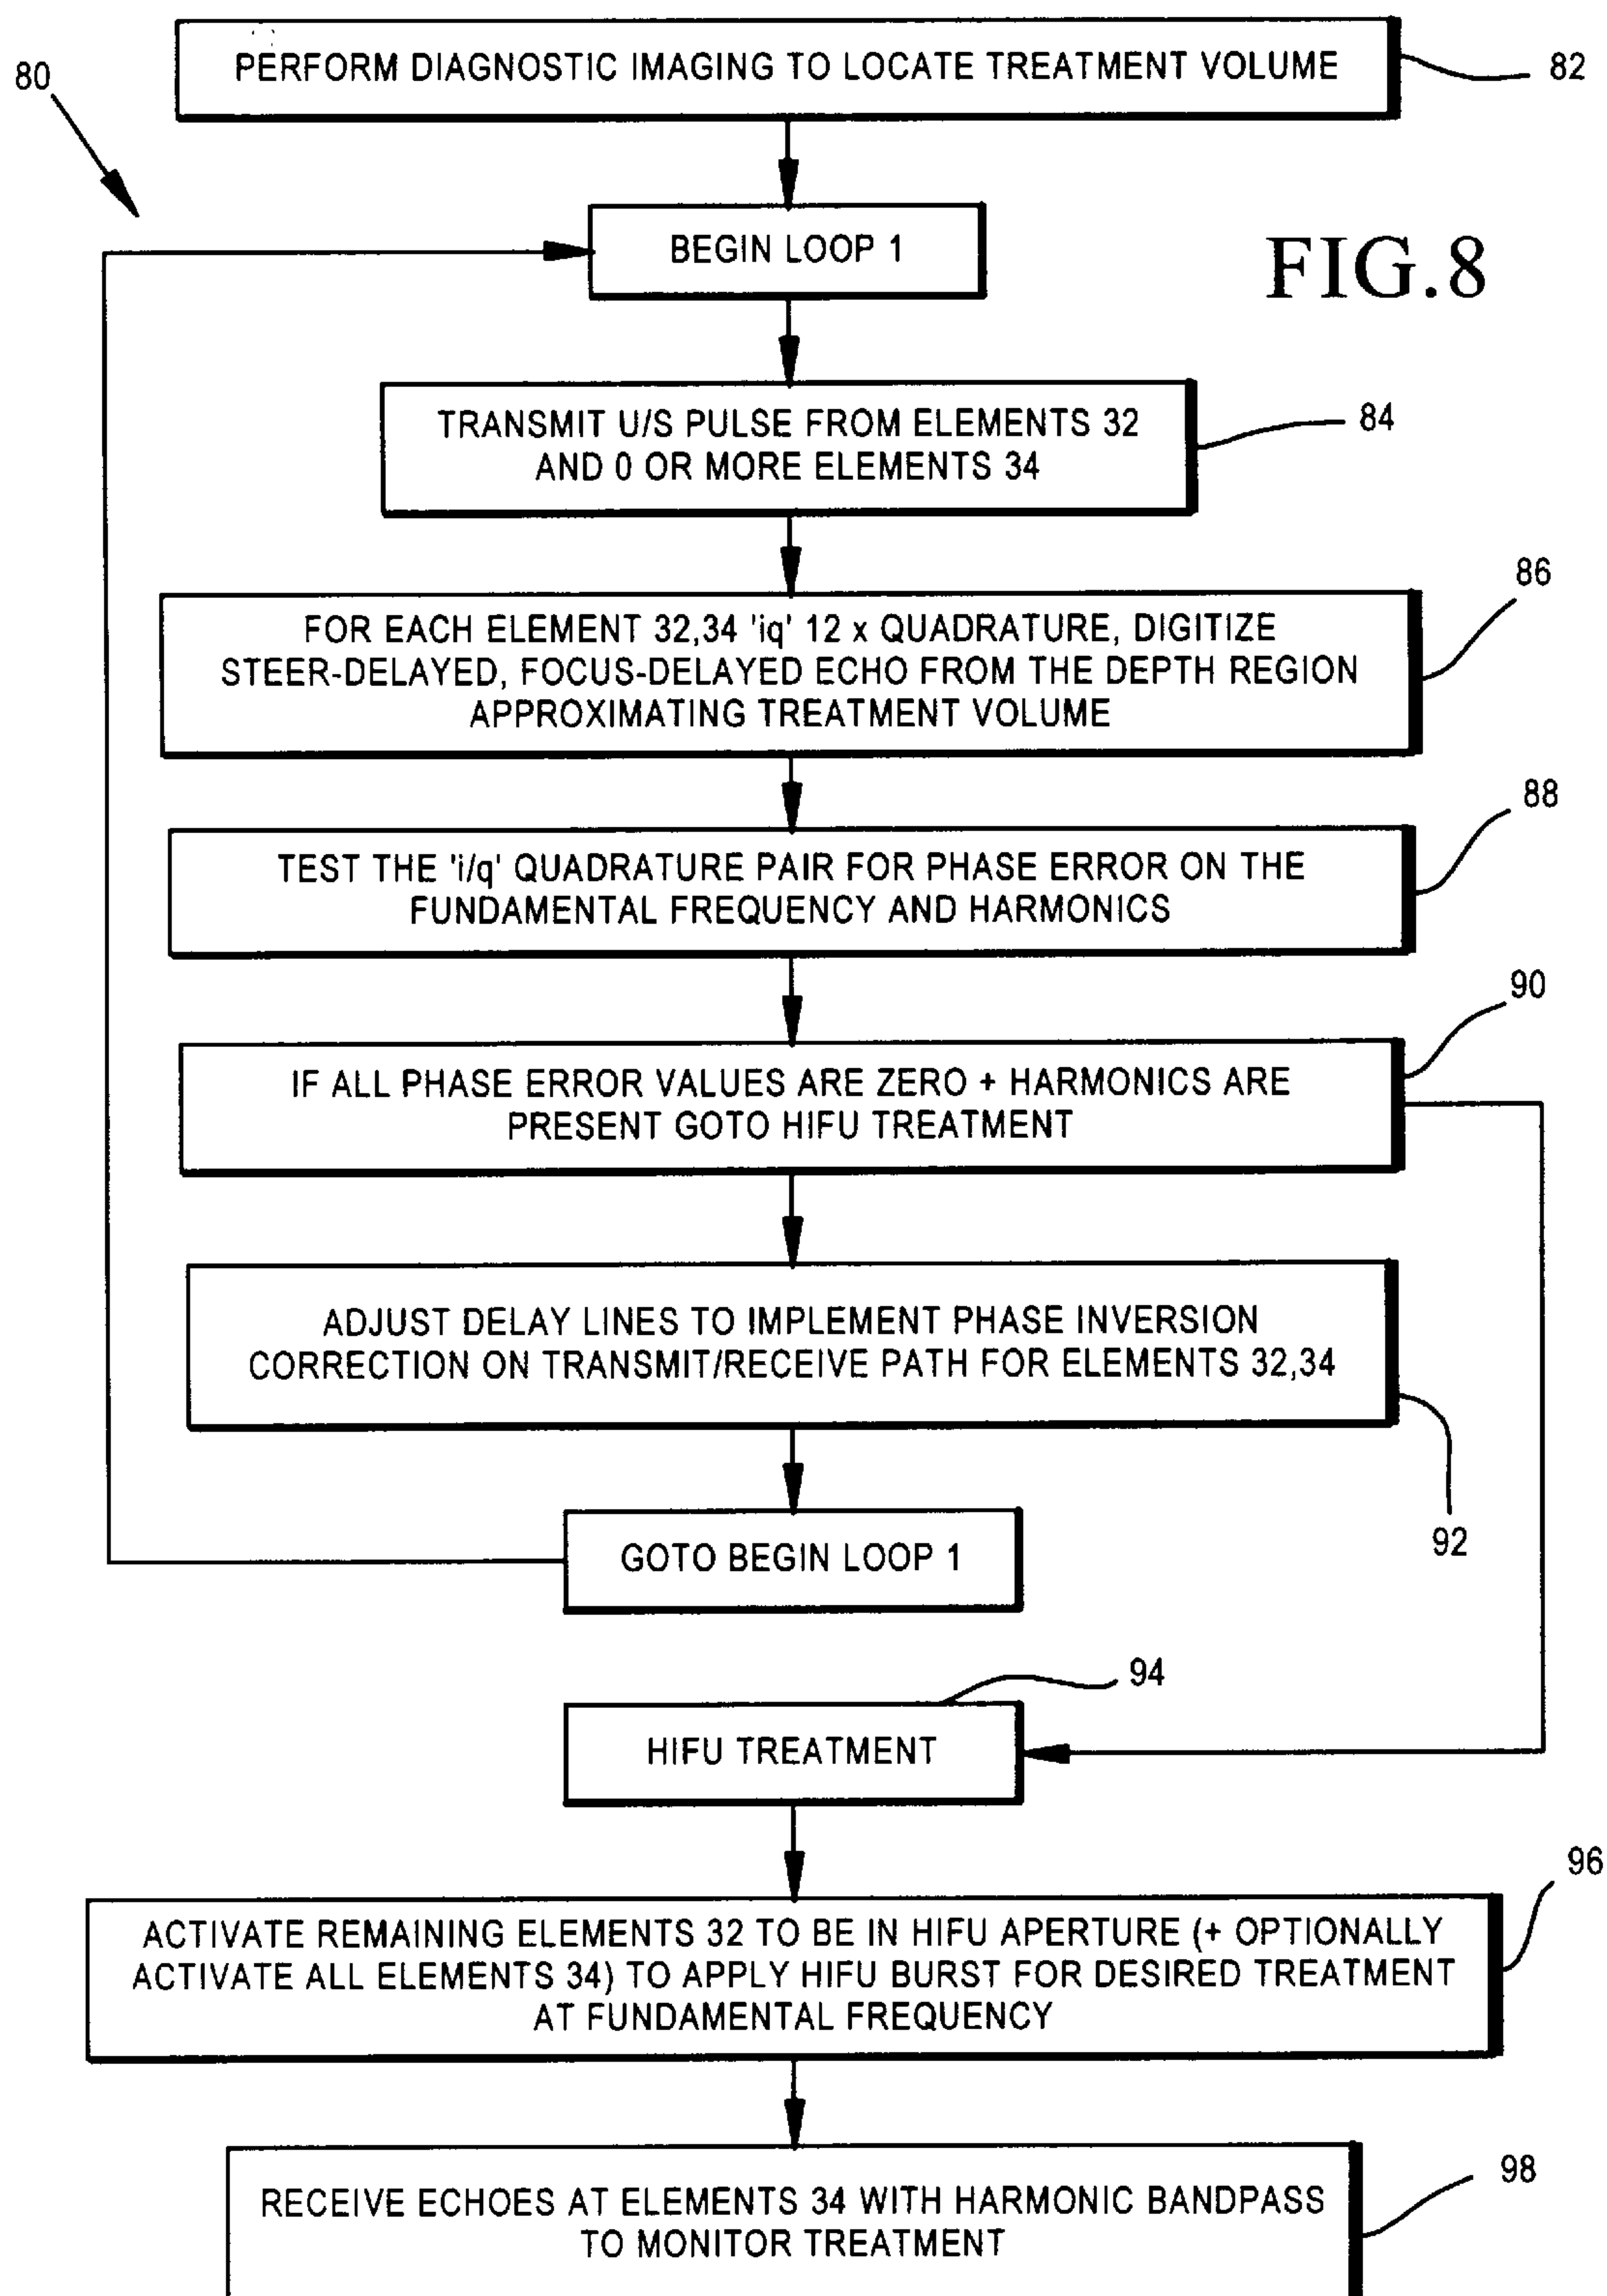 PERFORM DIAGNOSTIC IMAGING TO LOCATE TREATMENT VOLUME
82
80
BEGIN LOOP 1
FIG.8
TRANSMIT U/S PULSE FROM ELEMENTS 32
AND 0 OR MORE ELEMENTS 34
84
86
FOR EACH ELEMENT 32,34 'iq' 12 x QUADRATURE, DIGITIZE
STEER-DELAYED, FOCUS-DELAYED ECHO FROM THE DEPTH REGION
APPROXIMATING TREATMENT VOLUME
88
TEST THE 'i/q' QUADRATURE PAIR FOR PHASE ERROR ON THE
FUNDAMENTAL FREQUENCY AND HARMONICS
90
IF ALL PHASE ERROR VALUES ARE ZERO + HARMONICS ARE
PRESENT GOTO HIFU TREATMENT
ADJUST DELAY LINES TO IMPLEMENT PHASE INVERSION
CORRECTION ON TRANSMIT/RECEIVE PATH FOR ELEMENTS 32,34
92
GOTO BEGIN LOOP 1
94
HIFU TREATMENT
96
ACTIVATE REMAINING ELEMENTS 32 TO BE IN HIFU APERTURE (+ OPTIONALLY
ACTIVATE ALL ELEMENTS 34) TO APPLY HIFU BURST FOR DESIRED TREATMENT
AT FUNDAMENTAL FREQUENCY
98
RECEIVE ECHOES AT ELEMENTS 34 WITH HARMONIC BANDPASS
TO MONITOR TREATMENT